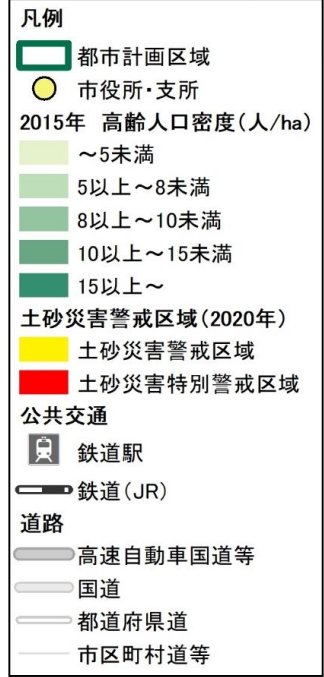 凡例
都市計画区域
市役所・支所
2015年 高齢人口密度(人/ha)
～5未満
5以上～8未満
8以上～10未満
10以上～15未満
15以上～
土砂災害警戒区域(2020年)
土砂災害警戒区域
土砂災害特別警戒区域
公共交通
鉄道駅
鉄道(JR)
道路
高速自動車国道等
国道
都道府県道
市区町村道等